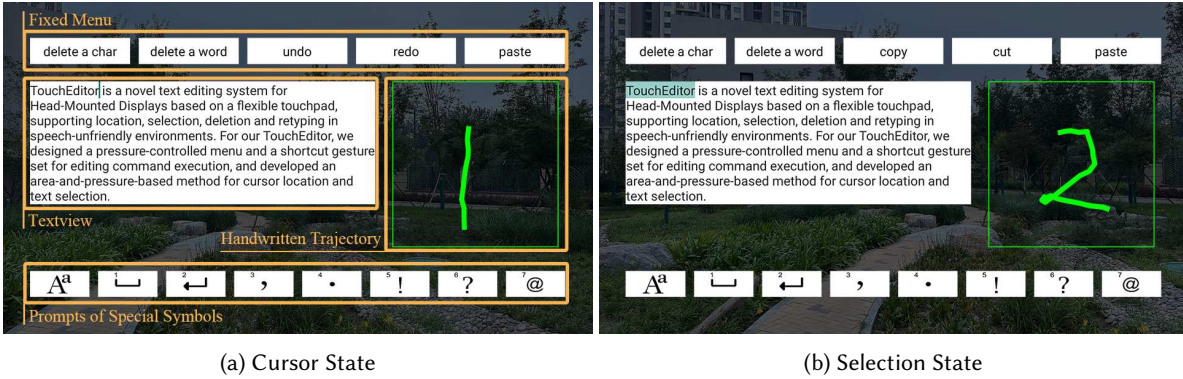 Fixed Menu
delete a char delete a word undo redo paste
TouchEditor is a novel text editing system for
Head-Mounted Displays based on a flexible touchpad,
supporting location, selection, deletion and retyping in
speech-unfriendly environments. For our TouchEditor, we
designed a pressure-controlled menu and a shortcut gesture
set for editing command execution, and developed an
area-and-pressure-based method for cursor location and
text selection.
Textview
Handwritten Trajectory
1
Aa
1
2
3 ,
4 .
5 !
6 ?
7 @
Prompts of Special Symbols
(a) Cursor State
delete a char delete a word copy cut paste
TouchEditor is a novel text editing system for
Head-Mounted Displays based on a flexible touchpad,
supporting location, selection, deletion and retyping in
speech-unfriendly environments. For our TouchEditor, we
designed a pressure-controlled menu and a shortcut gesture
set for editing command execution, and developed an
area-and-pressure-based method for cursor location and
text selection.
2
Aa
1
2
3 ,
4 .
5 !
6 ?
7 @
(b) Selection State